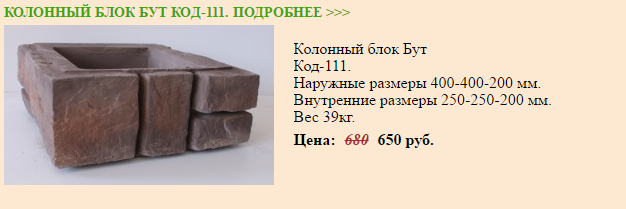 КОЛОННЫЙ БЛОК БУТ КОД-111. ПОДРОБНЕЕ >>>
Колонный блок Бут
Код-111.
Наружные размеры 400-400-200 мм.
Внутренние размеры 250-250-200 мм.
Вес 39кг.
Цена: 680 650 руб.